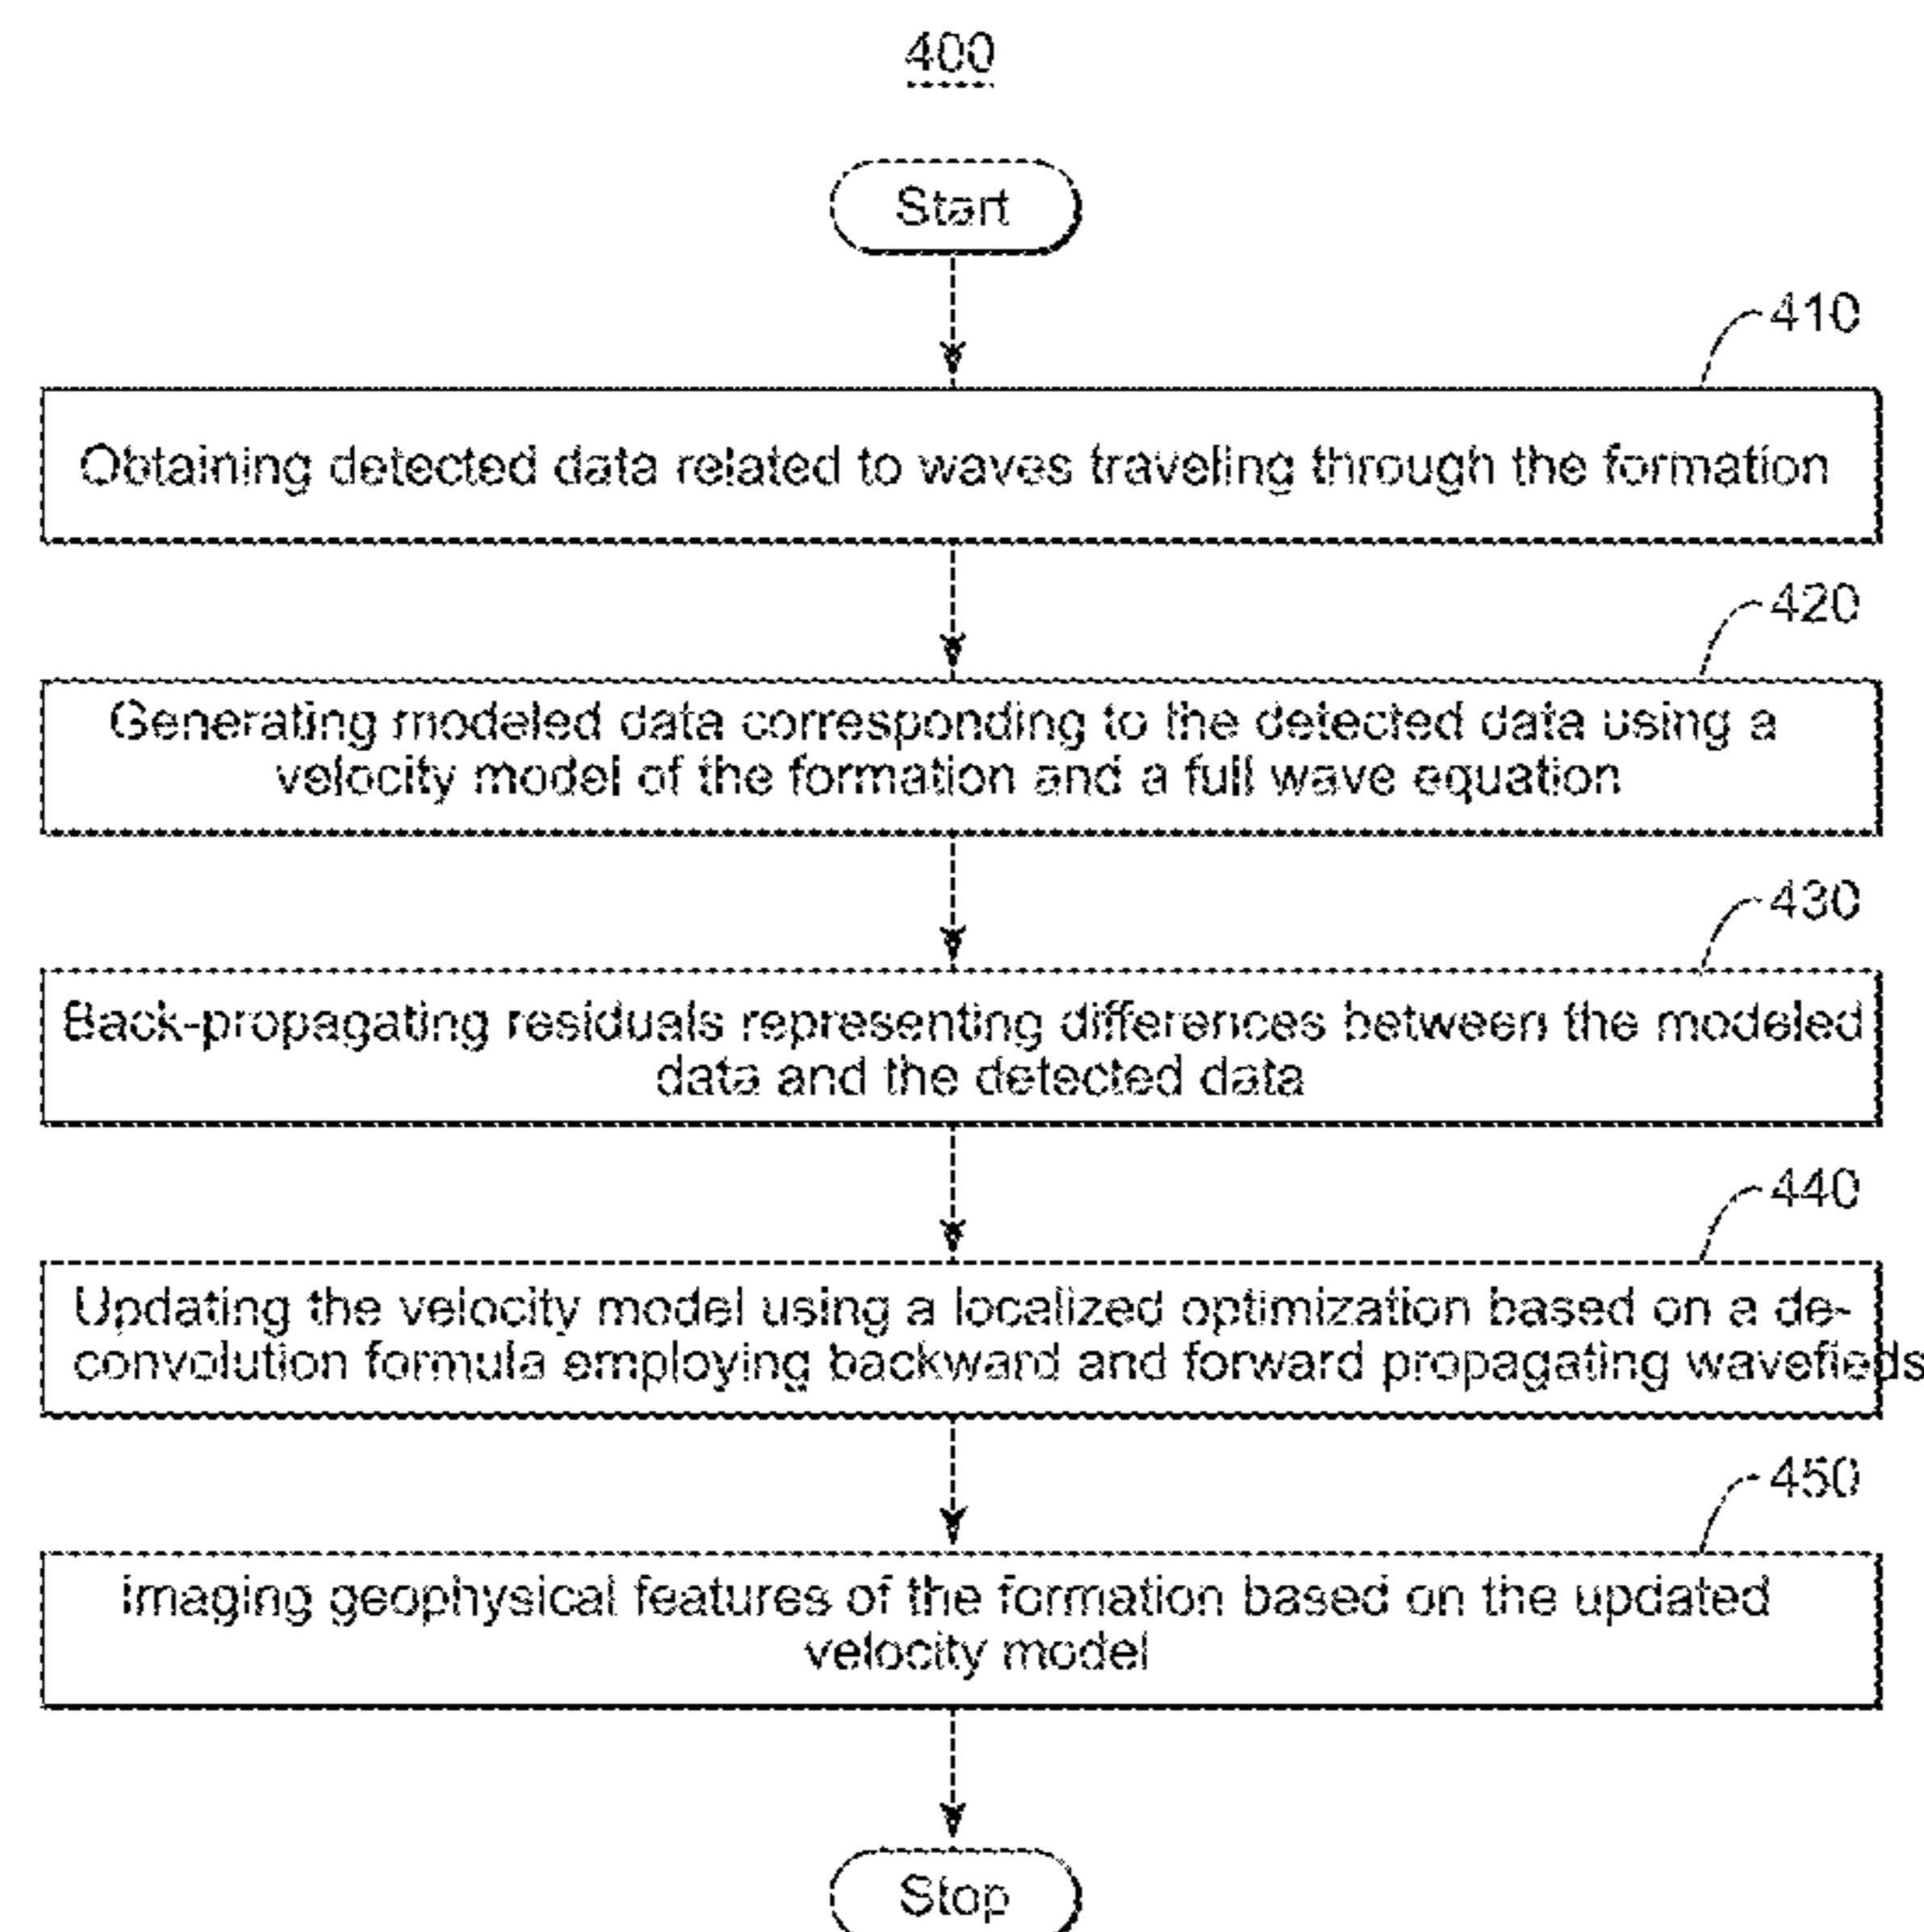 400
Start
410
Obtaining detected data related to waves traveling through the formation
420
Generating modeled data corresponding to the detected data using a
velocity model of the formation and a full wave equation
430
Back-propagating residuals representing differences between the modeled
data and the detected data
440
Updating the velocity model using a localized optimization based on a de-
convolution formula employing backward and forward propagating wavefieds
450
Imaging geophysical features of the formation based on the updated
velocity model
Stop